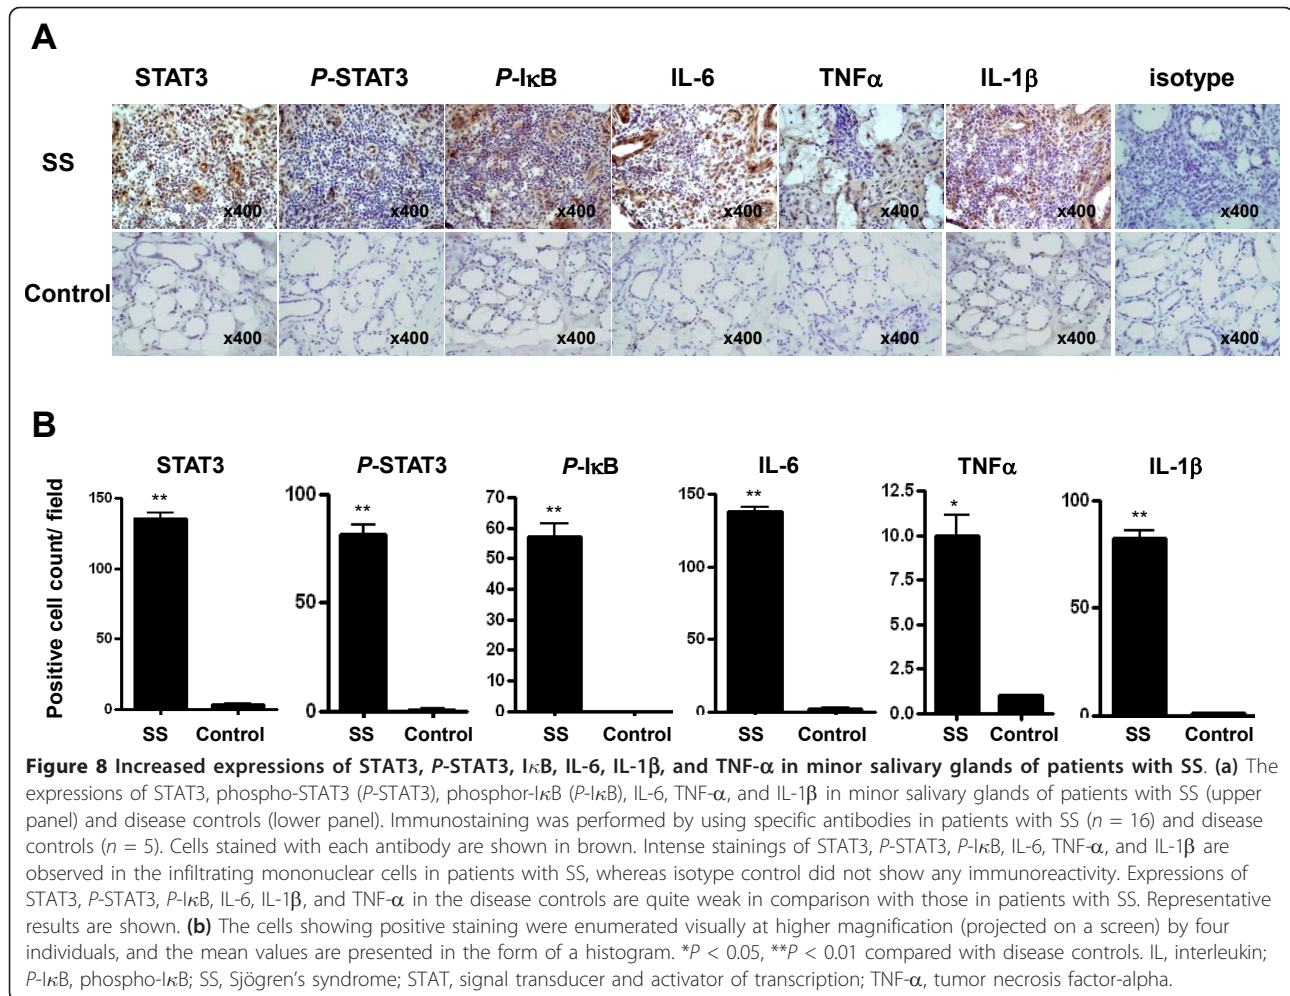 A
STAT3 P-STAT3 P-IκB IL-6 TNFα IL-1β isotype
SS
x400 x400 x400 x400 x400 x400 x400
Control
x400 x400 x400 x400 x400 x400 x400
B
STAT3 P-STAT3 P-IκB IL-6 TNFα IL-1β
Positive cell count/ field
150 100 50 0
**
SS Control
100 50 0
**
SS Control
70 60 50 40 30 20 10 0
**
SS Control
150 100 50 0
**
SS Control
12.5 10.0 7.5 5.0 2.5 0.0
*
SS Control
100 50 0
**
SS Control
Figure 8 Increased expressions of STAT3, P-STAT3, IκB, IL-6, IL-1β, and TNF-α in minor salivary glands of patients with SS. (a) The
expressions of STAT3, phospho-STAT3 (P-STAT3), phosphor-IκB (P-IκB), IL-6, TNF-α, and IL-1β in minor salivary glands of patients with SS (upper
panel) and disease controls (lower panel). Immunostaining was performed by using specific antibodies in patients with SS (n = 16) and disease
controls (n = 5). Cells stained with each antibody are shown in brown. Intense stainings of STAT3, P-STAT3, P-IκB, IL-6, TNF-α, and IL-1β are
observed in the infiltrating mononuclear cells in patients with SS, whereas isotype control did not show any immunoreactivity. Expressions of
STAT3, P-STAT3, P-IκB, IL-6, IL-1β, and TNF-α in the disease controls are quite weak in comparison with those in patients with SS. Representative
results are shown. (b) The cells showing positive staining were enumerated visually at higher magnification (projected on a screen) by four
individuals, and the mean values are presented in the form of a histogram. *P < 0.05, **P < 0.01 compared with disease controls. IL, interleukin;
P-IκB, phospho-IκB; SS, Sjögren's syndrome; STAT, signal transducer and activator of transcription; TNF-α, tumor necrosis factor-alpha.